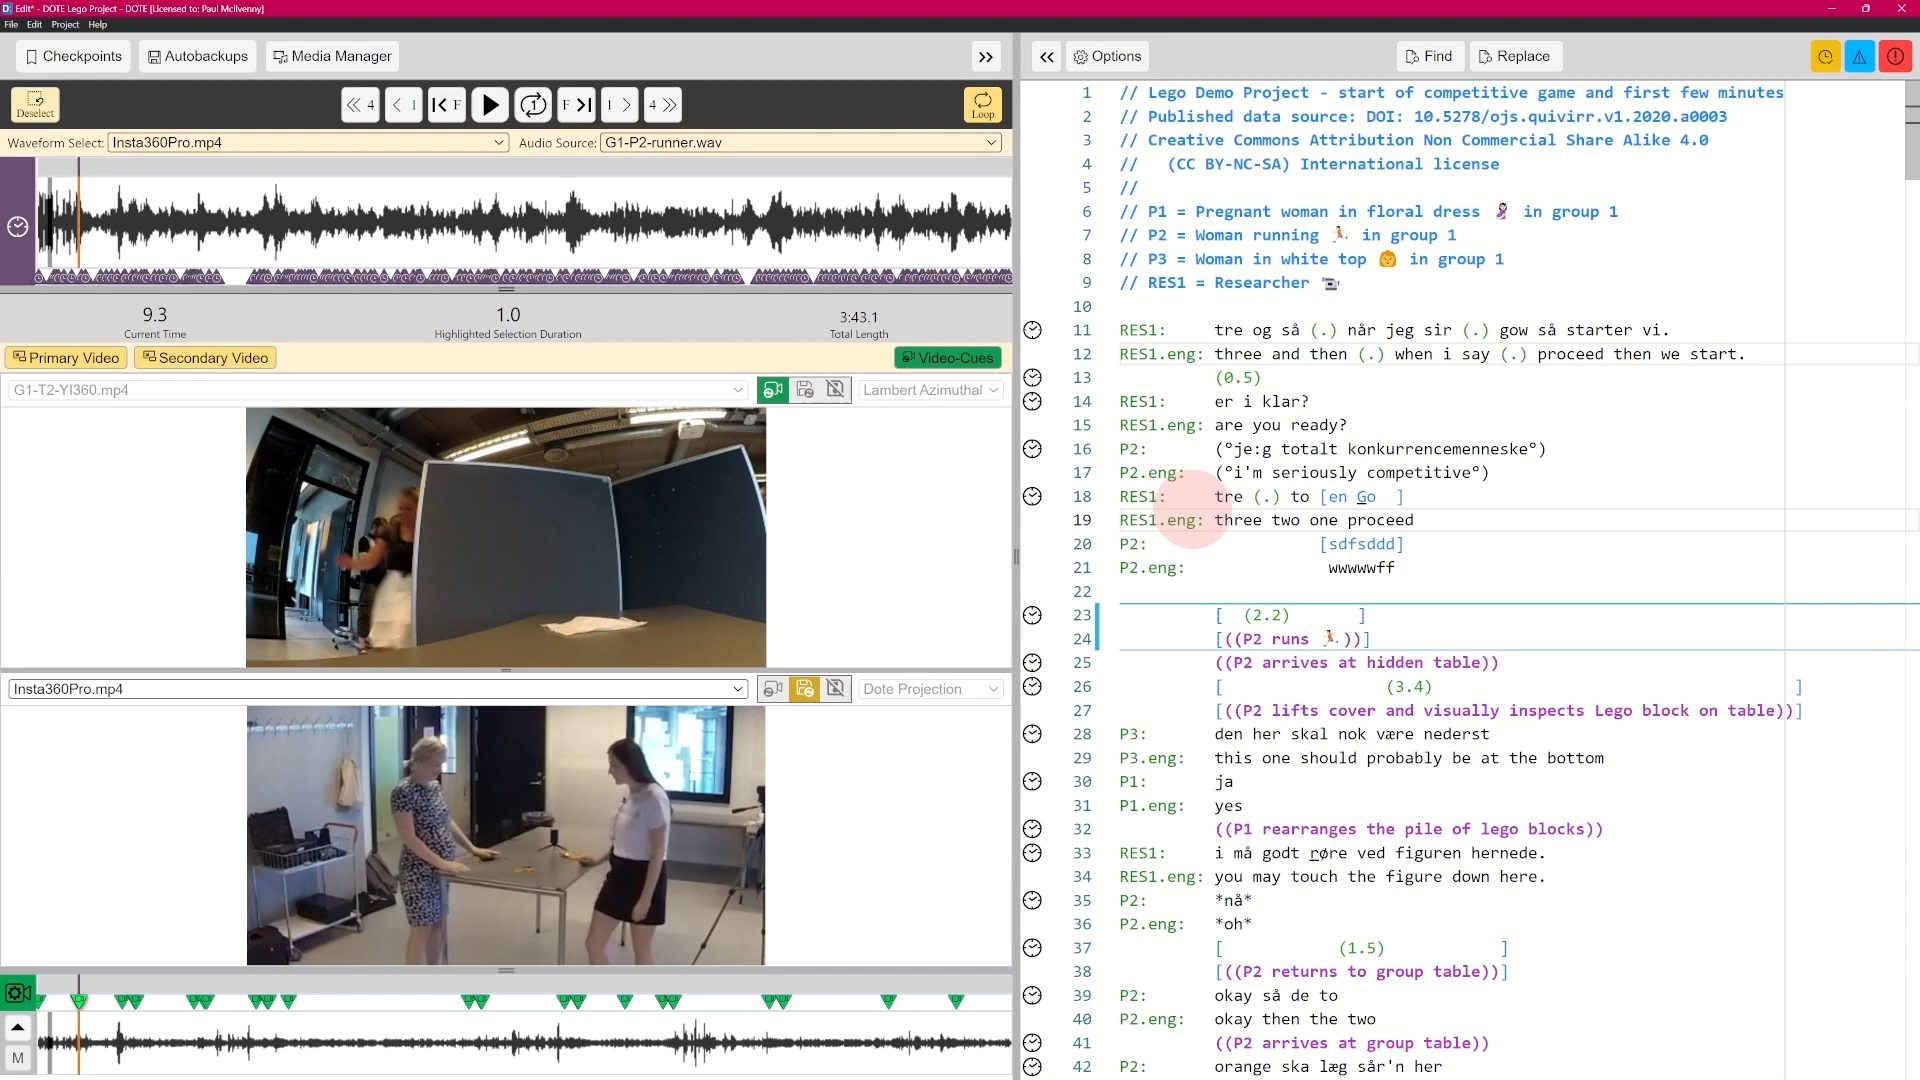 Edit* - DOTE Lego Project - DOTE [Licensed to: Paul McIlvenny]
File Edit Project Help
Checkpoints Autobackups Media Manager
Options Find Replace
Deselect 4 1 F 1 F 1 4 Loop
Waveform Select: Insta360Pro.mp4 Audio Source: G1-P2-runner.wav
9.3 1.0 3:43.1
Current Time Highlighted Selection Duration Total Length
Primary Video Secondary Video Video-Cues
G1-T2-YI360.mp4 Lambert Azimuthal
Insta360Pro.mp4 Dote Projection
M
1 // Lego Demo Project - start of competitive game and first few minutes
2 // Published data source: DOI: 10.5278/ojs.quivirr.v1.2020.a0003
3 // Creative Commons Attribution Non Commercial Share Alike 4.0
4 // (CC BY-NC-SA) International license
5 //
6 // P1 = Pregnant woman in floral dress 🤰 in group 1
7 // P2 = Woman running 🏃 in group 1
8 // P3 = Woman in white top 🙆 in group 1
9 // RES1 = Researcher 📹
10
11 RES1: tre og så (.) når jeg sir (.) gow så starter vi.
12 RES1.eng: three and then (.) when i say (.) proceed then we start.
13 (0.5)
14 RES1: er i klar?
15 RES1.eng: are you ready?
16 P2: (°je:g totalt konkurrencemenneske°)
17 P2.eng: (°i'm seriously competitive°)
18 RES1: tre (.) to [en Go ]
19 RES1.eng: three two one proceed
20 P2: [sdfsddd]
21 P2.eng: wwwwwff
22
23 [ (2.2) ]
24 [((P2 runs 🏃))]
25 ((P2 arrives at hidden table))
26 [ (3.4) ]
27 [((P2 lifts cover and visually inspects Lego block on table))]
28 P3: den her skal nok være nederst
29 P3.eng: this one should probably be at the bottom
30 P1: ja
31 P1.eng: yes
32 ((P1 rearranges the pile of lego blocks))
33 RES1: i må godt røre ved figuren hernede.
34 RES1.eng: you may touch the figure down here.
35 P2: *nå*
36 P2.eng: *oh*
37 [ (1.5) ]
38 [((P2 returns to group table))]
39 P2: okay så de to
40 P2.eng: okay then the two
41 ((P2 arrives at group table))
42 P2: orange ska læg sår'n her